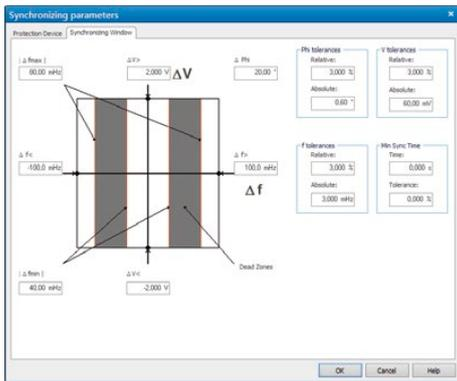 Synchronizing parameters
Protection Device Synchronizing Window
| Δ fmax | ΔV> Δ Phi
80,00 mHz 2,000 V ΔV 20,00 °
Δ f< Δ f>
-100,0 mHz 100,0 mHz
Δf
Dead Zones
| Δ fmin | ΔV<
40,00 mHz -2,000 V
Phi tolerances V tolerances
Relative: Relative:
3,000 % 3,000 %
Absolute: Absolute:
0,60 ° 60,00 mV
f tolerances Min Sync Time
Relative: Time:
3,000 % 0,000 s
Absolute: Tolerance:
3,000 mHz 0,000 %
OK Cancel Help